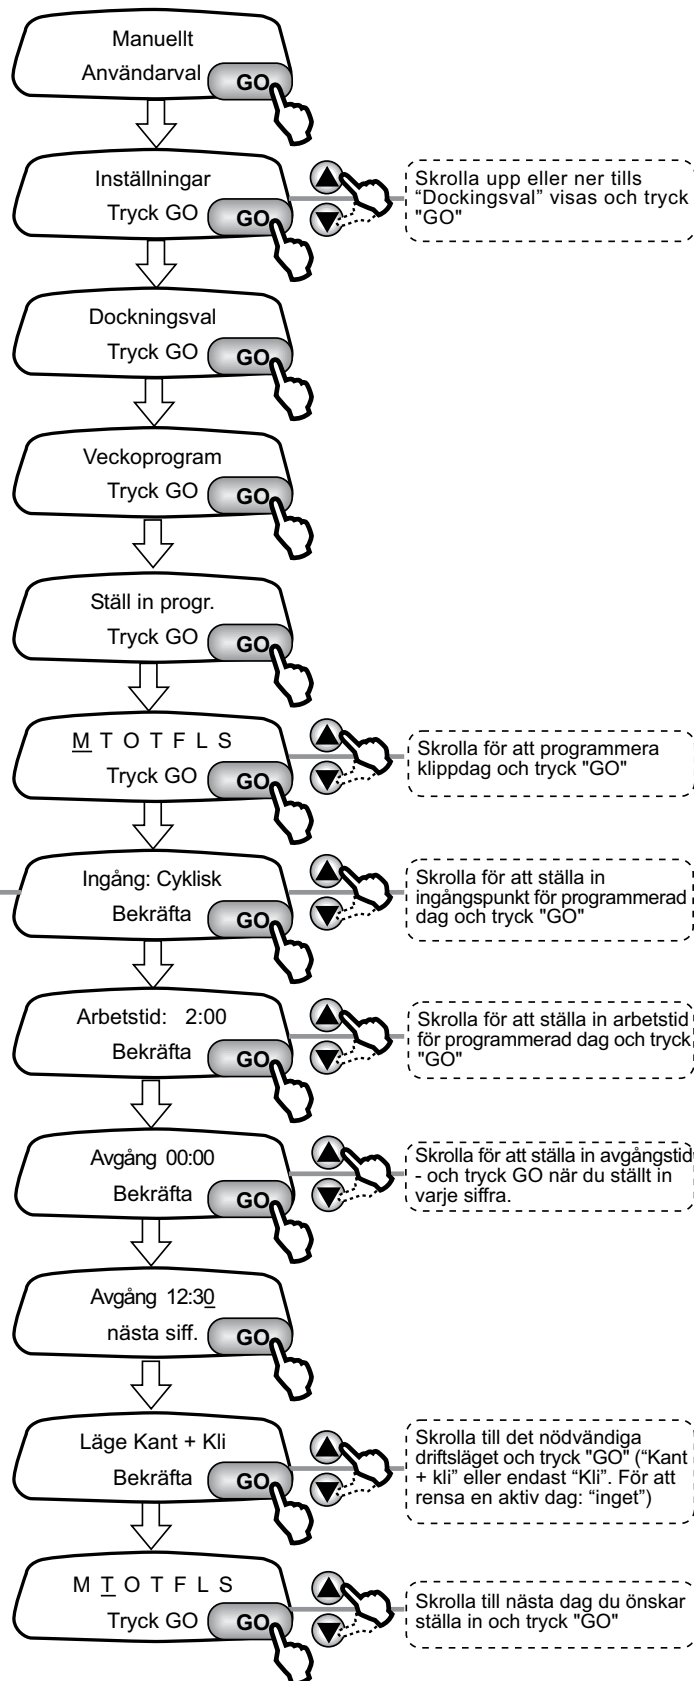 Manuellt
Användarval GO
Inställningar
Tryck GO GO
Skrolla upp eller ner tills
“Dockingsval” visas och tryck
"GO"
Dockningsval
Tryck GO GO
Veckoprogram
Tryck GO GO
Ställ in progr.
Tryck GO GO
M T O T F L S
Tryck GO GO
Skrolla för att programmera
klippdag och tryck "GO"
Ingång: Cyklisk
Bekräfta GO
Skrolla för att ställa in
ingångspunkt för programmerad
dag och tryck "GO"
Arbetstid: 2:00
Bekräfta GO
Skrolla för att ställa in arbetstid
för programmerad dag och tryck
"GO"
Avgång 00:00
Bekräfta GO
Skrolla för att ställa in avgångstid
- och tryck GO när du ställt in
varje siffra.
Avgång 12:30
nästa siff. GO
Läge Kant + Kli
Bekräfta GO
Skrolla till det nödvändiga
driftsläget och tryck "GO" (“Kant
+ kli” eller endast “Kli”. För att
rensa en aktiv dag: “inget”)
M T O T F L S
Tryck GO GO
Skrolla till nästa dag du önskar
ställa in och tryck "GO"